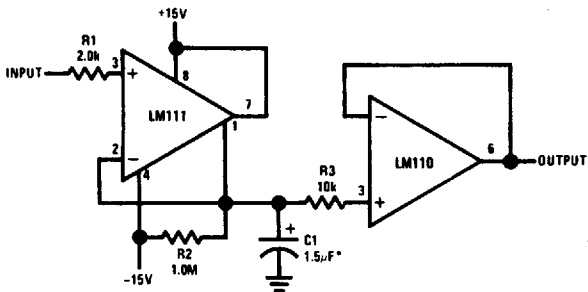 +15V
R1
2.0k
INPUT
3
+
8
7
LM111
1
2
−
4
R2
1.0M
−15V
+
C1
1.5μF*
R3
10k
3
+
−
LM110
6
OUTPUT